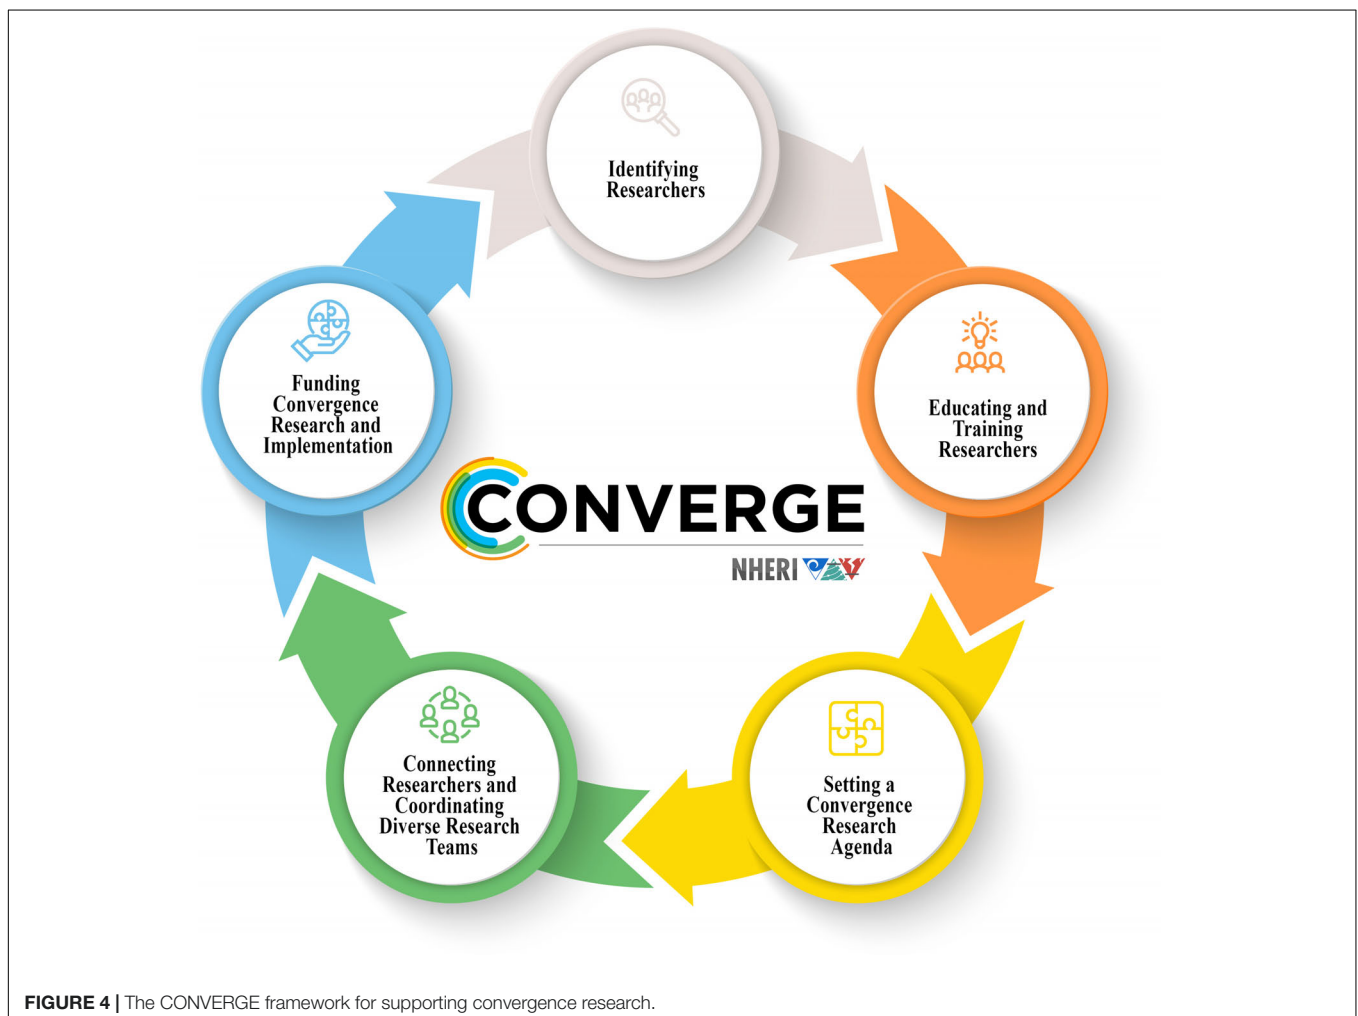 Identifying
Researchers
Educating and
Training
Researchers
Setting a
Convergence
Research
Agenda
Connecting
Researchers and
Coordinating
Diverse Research
Teams
Funding
Convergence
Research and
Implementation
CONVERGE
NHERI
FIGURE 4 | The CONVERGE framework for supporting convergence research.